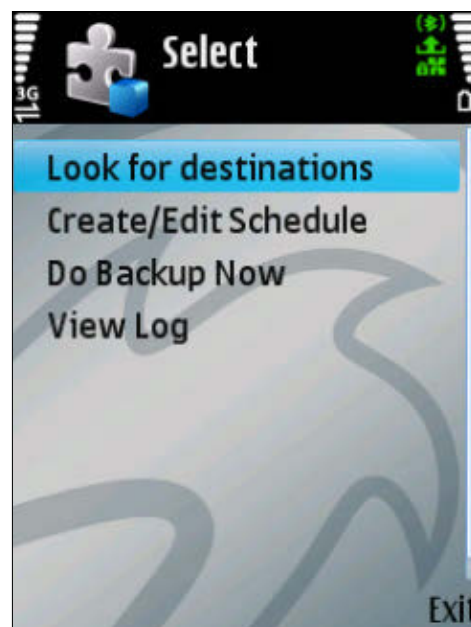 Select
3G
Look for destinations
Create/Edit Schedule
Do Backup Now
View Log
Exit